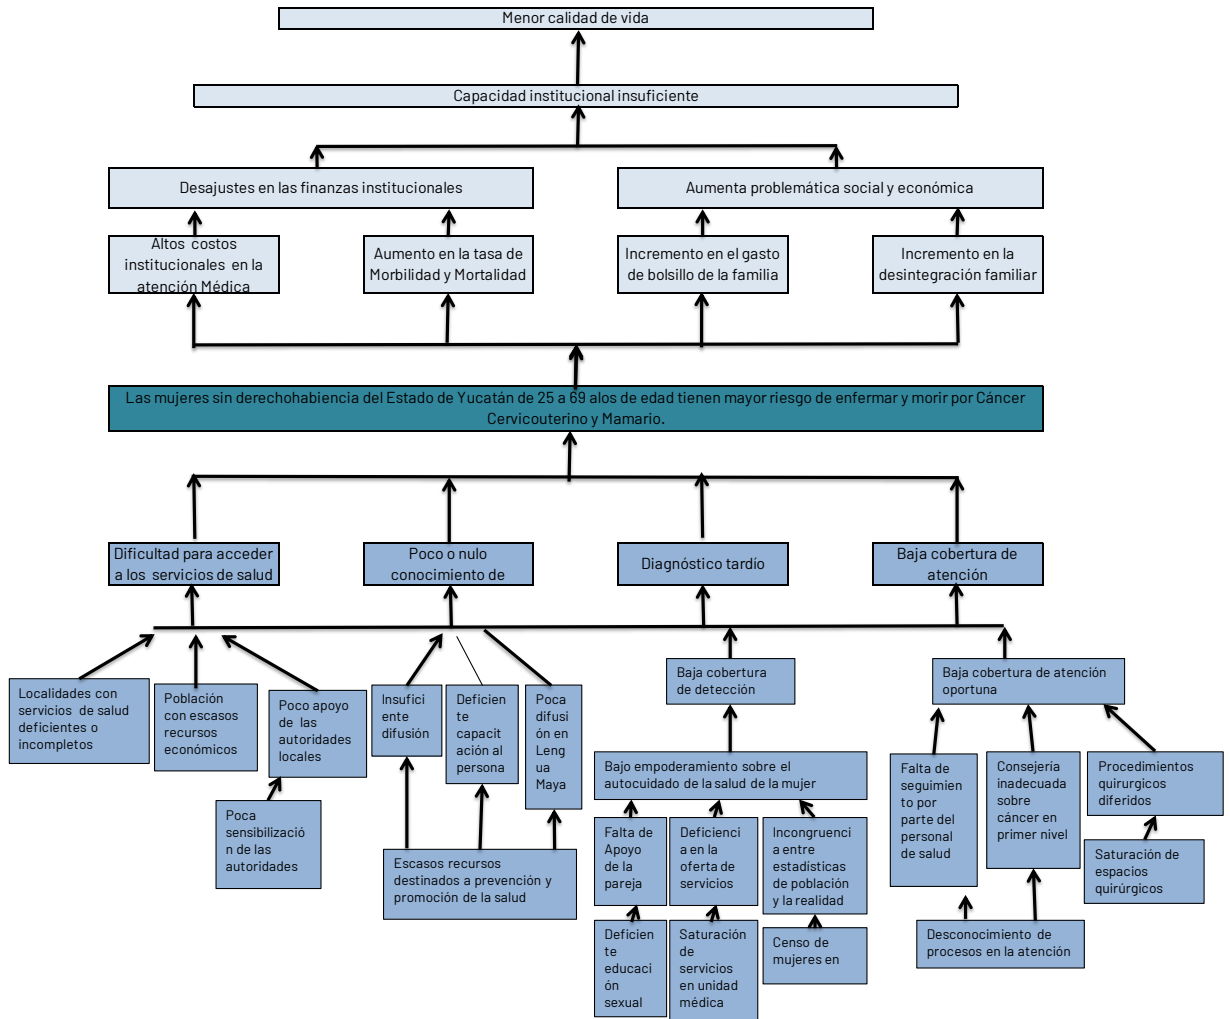 Menor calidad de vida
Capacidad institucional insuficiente
Desajustes en las finanzas institucionales
Aumenta problemática social y económica
Altos costos
institucionales en la
atención Médica
Aumento en la tasa de
Morbilidad y Mortalidad
Incremento en el gasto
de bolsillo de la familia
Incremento en la
desintegración familiar
Las mujeres sin derechohabiencia del Estado de Yucatán de 25 a 69 alos de edad tienen mayor riesgo de enfermar y morir por Cáncer
Cervicouterino y Mamario.
Dificultad para acceder
a los servicios de salud
Poco o nulo
conocimiento de
Diagnóstico tardío
Baja cobertura de
atención
Localidades con
servicios de salud
deficientes o
incompletos
Población
con escasos
recursos
económicos
Poco apoyo
de las
autoridades
locales
Insufici
ente
difusión
Deficien
te
capacit
ación al
persona
Poca
difusi
ón en
Leng
ua
Maya
Baja cobertura
de detección
Baja cobertura de atención
oportuna
Bajo empoderamiento sobre el
autocuidado de la salud de la mujer
Falta de
seguimie
nto por
parte del
personal
de salud
Consejería
inadecuada
sobre
cáncer en
primer nivel
Procedimientos
quirurgicos
diferidos
Poca
sensibilizació
n de las
autoridades
Escasos recursos
destinados a prevención y
promoción de la salud
Falta de
Apoyo
de la
pareja
Deficienci
a en la
oferta de
servicios
Incongruenci
a entre
estadísticas
de población
y la realidad
Saturación de
espacios
quirúrgicos
Deficie
nte
educaci
ón
sexual
Saturación
de
servicios
en unidad
médica
Censo de
mujeres en
Desconocimiento de
procesos en la atención